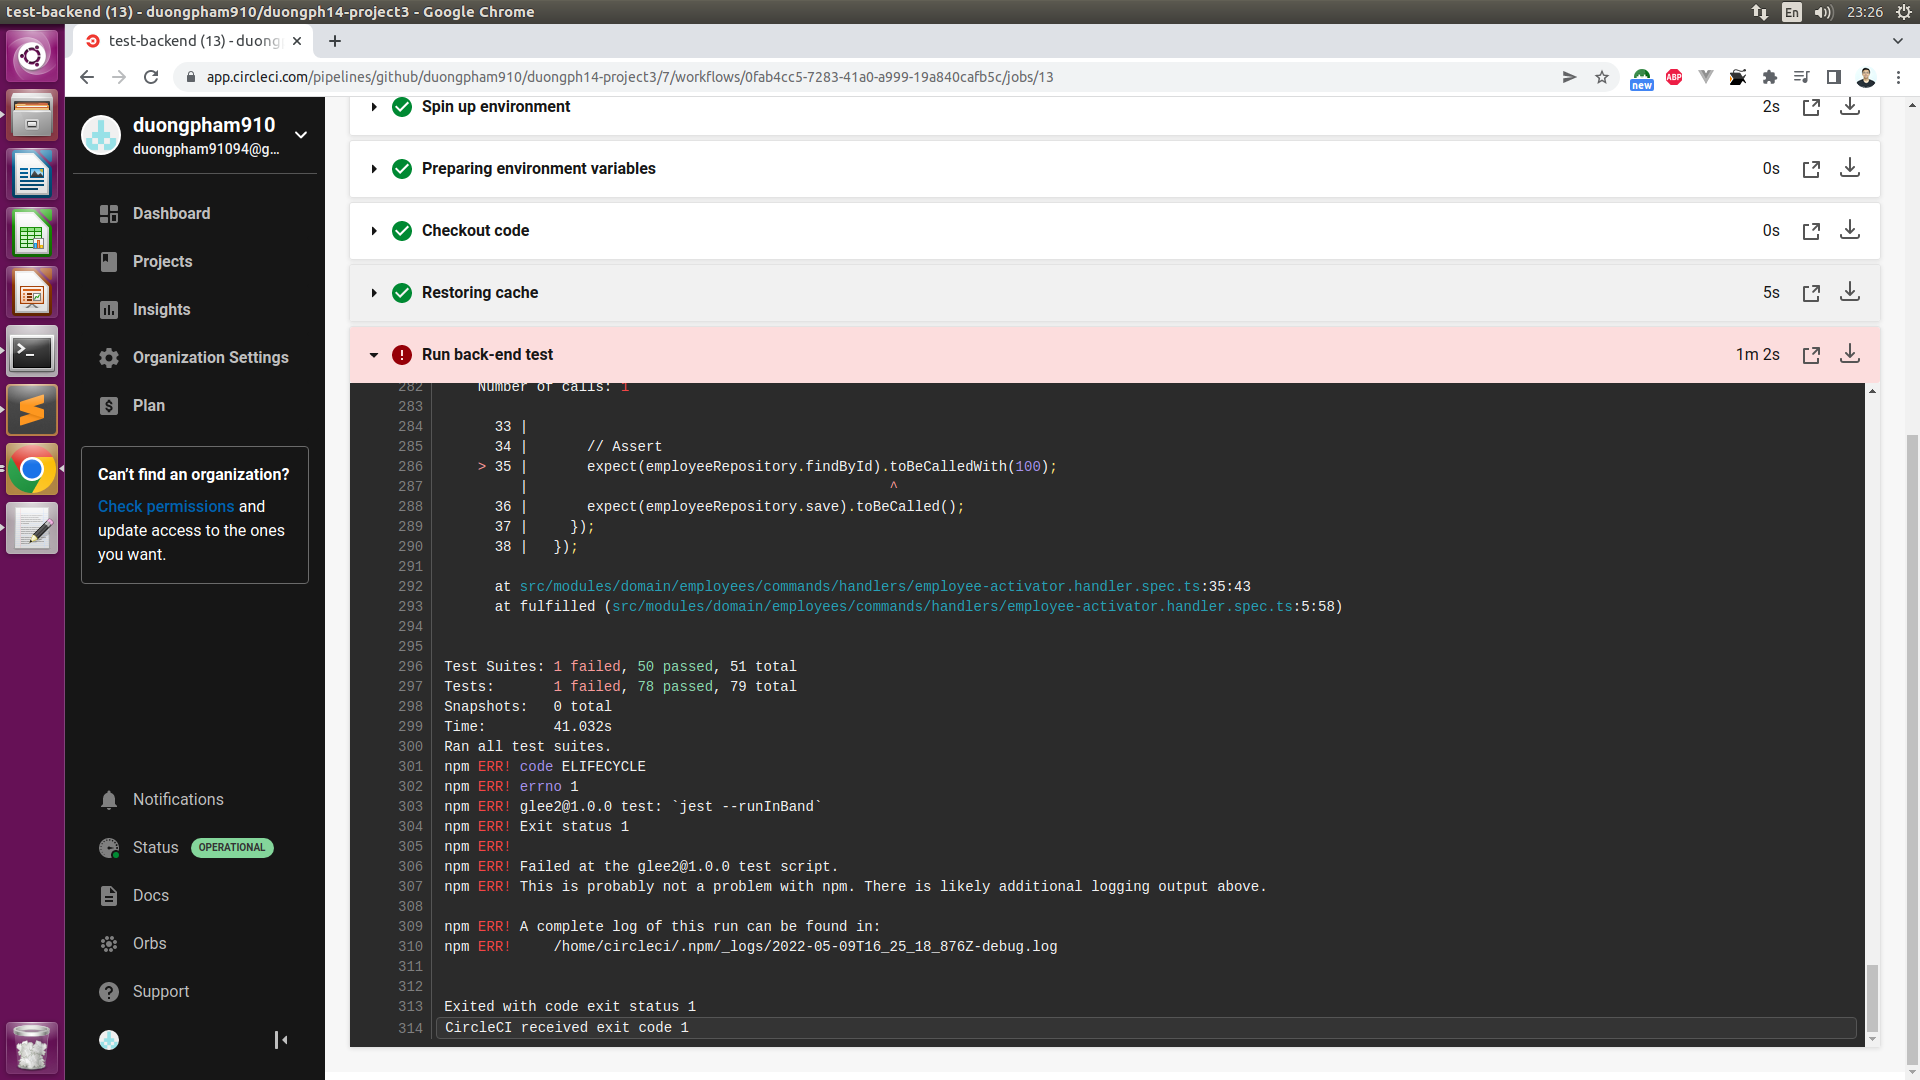 test-backend (13) - duongpham910/duongph14-project3 - Google Chrome
En
23:26
test-backend (13) - duong
app.circleci.com/pipelines/github/duongpham910/duongph14-project3/7/workflows/0fab4cc5-7283-41a0-a999-19a840cafb5c/jobs/13
new
ABP
duongpham910
duongpham91094@g...
Dashboard
Projects
Insights
Organization Settings
Plan
Can't find an organization?
Check permissions and
update access to the ones
you want.
Notifications
Status OPERATIONAL
Docs
Orbs
Support
Spin up environment 2s
Preparing environment variables 0s
Checkout code 0s
Restoring cache 5s
Run back-end test 1m 2s
282 Number of calls: 1
283
284 33 |
285 34 | // Assert
286 > 35 | expect(employeeRepository.findById).toBeCalledWith(100);
287 | ^
288 36 | expect(employeeRepository.save).toBeCalled();
289 37 | });
290 38 | });
291
292 at src/modules/domain/employees/commands/handlers/employee-activator.handler.spec.ts:35:43
293 at fulfilled (src/modules/domain/employees/commands/handlers/employee-activator.handler.spec.ts:5:58)
294
295
296 Test Suites: 1 failed, 50 passed, 51 total
297 Tests: 1 failed, 78 passed, 79 total
298 Snapshots: 0 total
299 Time: 41.032s
300 Ran all test suites.
301 npm ERR! code ELIFECYCLE
302 npm ERR! errno 1
303 npm ERR! glee2@1.0.0 test: `jest --runInBand`
304 npm ERR! Exit status 1
305 npm ERR!
306 npm ERR! Failed at the glee2@1.0.0 test script.
307 npm ERR! This is probably not a problem with npm. There is likely additional logging output above.
308
309 npm ERR! A complete log of this run can be found in:
310 npm ERR! /home/circleci/.npm/_logs/2022-05-09T16_25_18_876Z-debug.log
311
312
313 Exited with code exit status 1
314 CircleCI received exit code 1